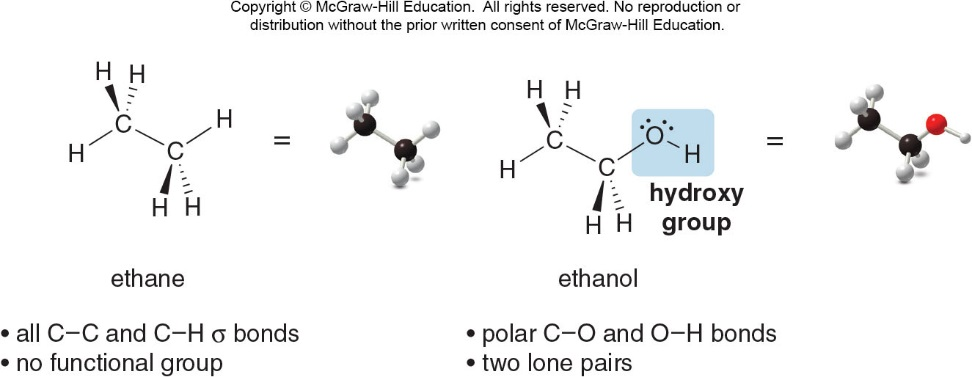 Copyright © McGraw-Hill Education. All rights reserved. No reproduction or
distribution without the prior written consent of McGraw-Hill Education.
H H
C
H
H
C
H H
=
H H
C
H
O
H
C
H H
=
hydroxy
group
ethane
ethanol
• all C–C and C–H σ bonds
• no functional group
• polar C–O and O–H bonds
• two lone pairs